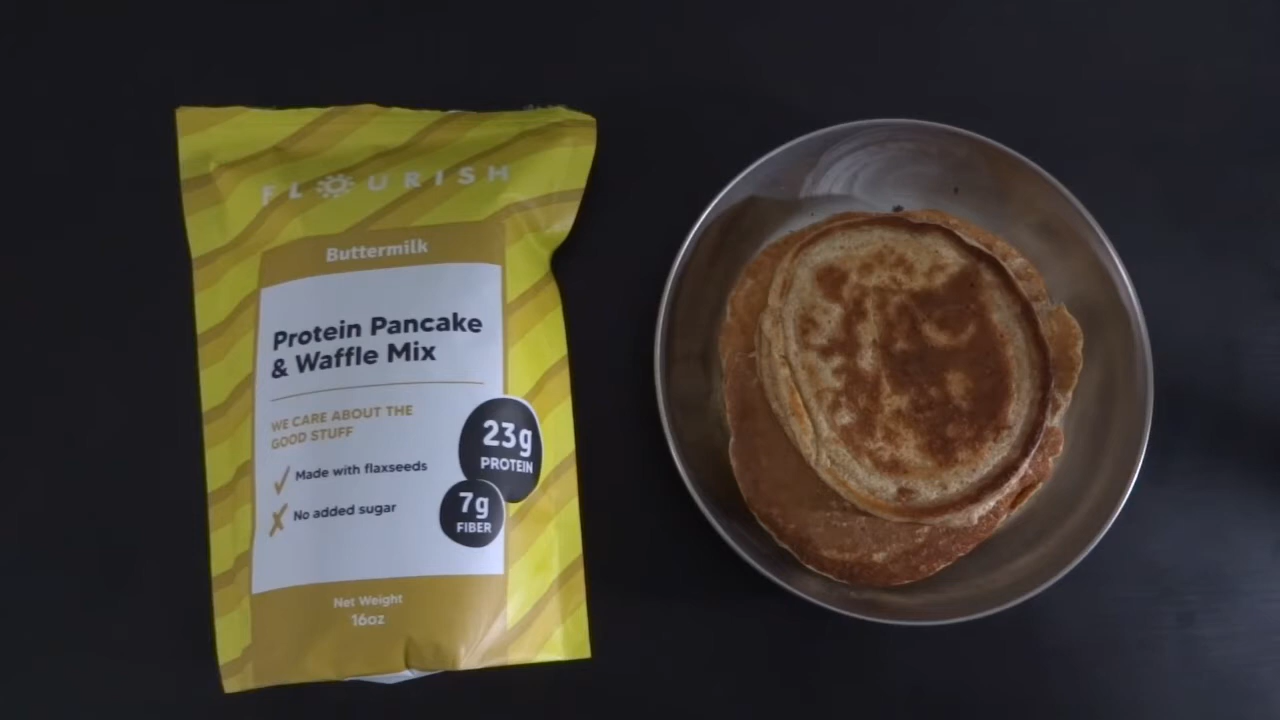 FLOURISH
Buttermilk
Protein Pancake
& Waffle Mix
WE CARE ABOUT THE
GOOD STUFF
Made with flaxseeds
No added sugar
23g
PROTEIN
7g
FIBER
Net Weight
16oz